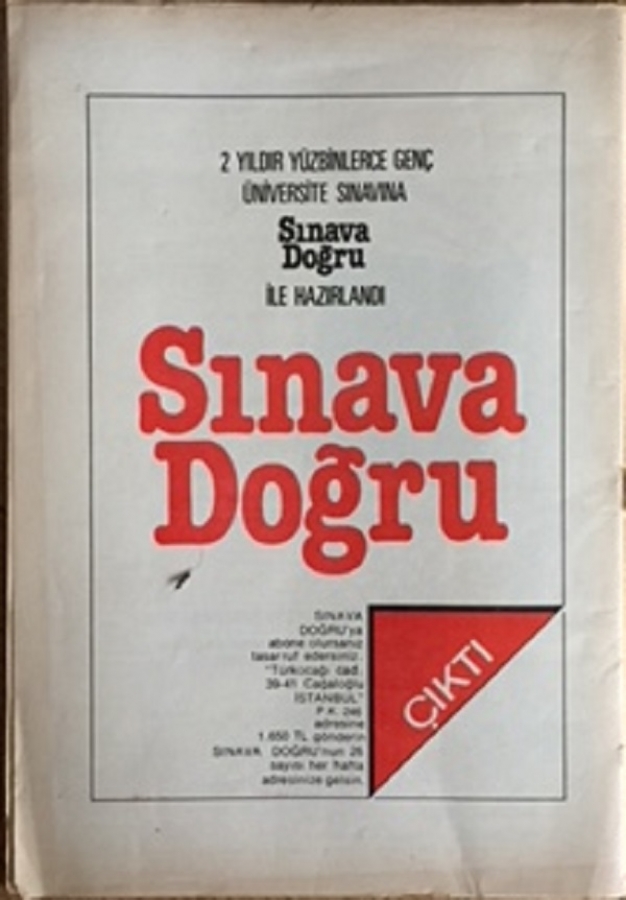 2 YILDIR YÜZBİNLERCE GENÇ
ÜNİVERSİTE SINAVINA
Sınava
Doğru
İLE HAZIRLANDI
Sınava
Doğru
SINAVA
DOĞRU'ya
abone olursanız
tasarruf edersiniz.
"Türkocağı cad.
39-41 Cağaloğlu
İSTANBUL"
P.K. 246
adresine
1.650 TL gönderin
SINAVA DOĞRU'nun 26
sayısı her hafta
adresinize gelsin.
ÇIKTI